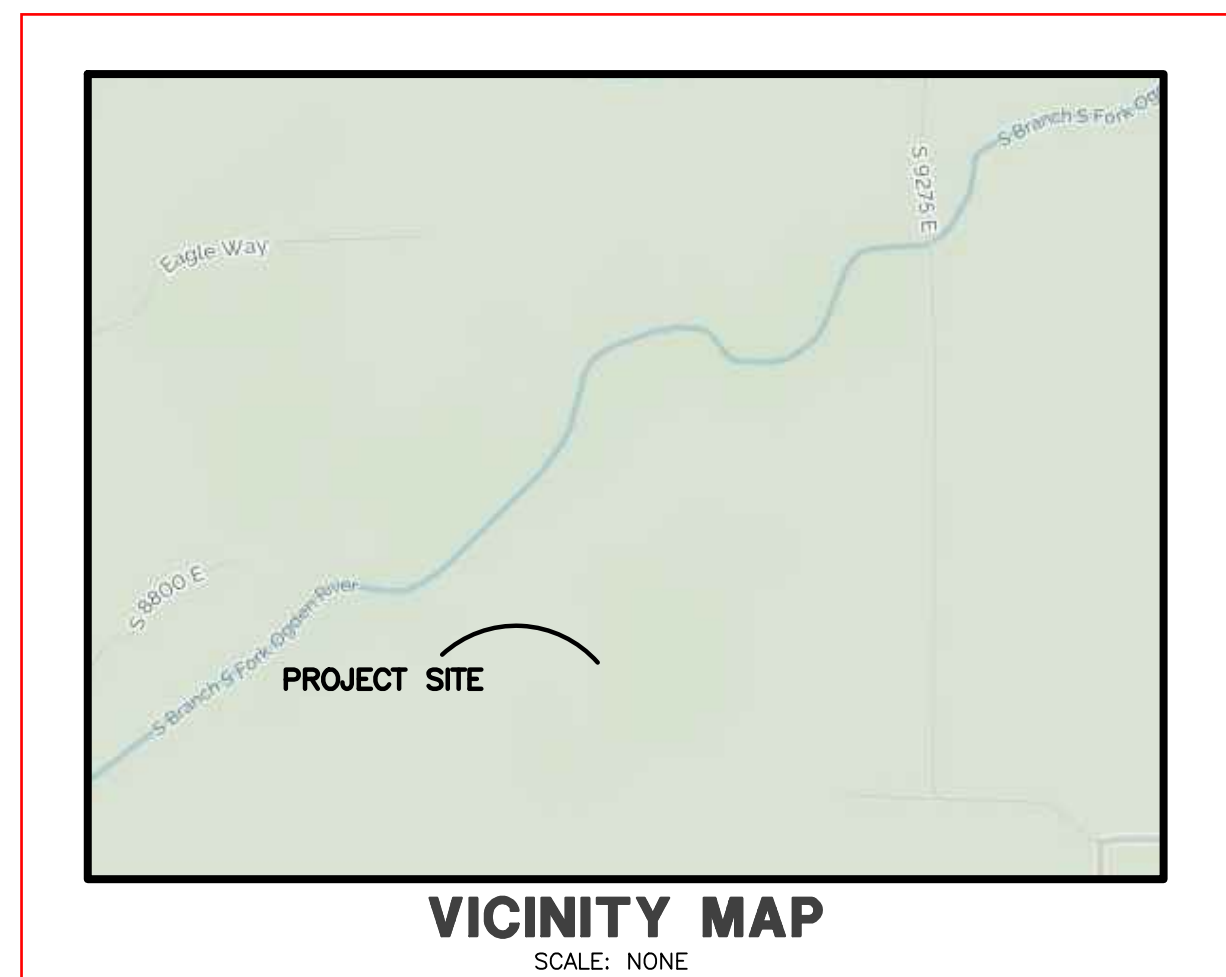 S Branch S Fork Og
S 9275 E
Eagle Way
S 8800 E
S Branch S Fork Ogden River
PROJECT SITE
VICINITY MAP
SCALE: NONE